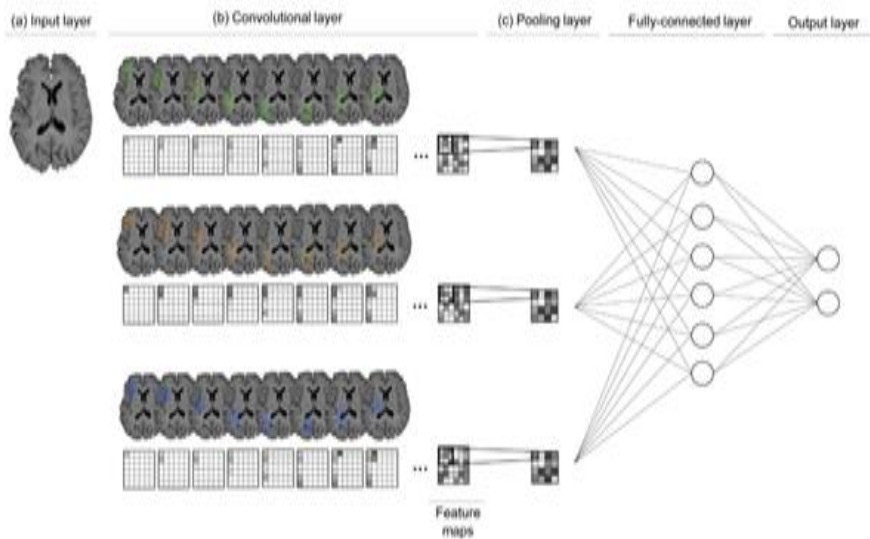 (a) Input layer
(b) Convolutional layer
(c) Pooling layer
Fully-connected layer
Output layer
...
...
...
Feature
maps